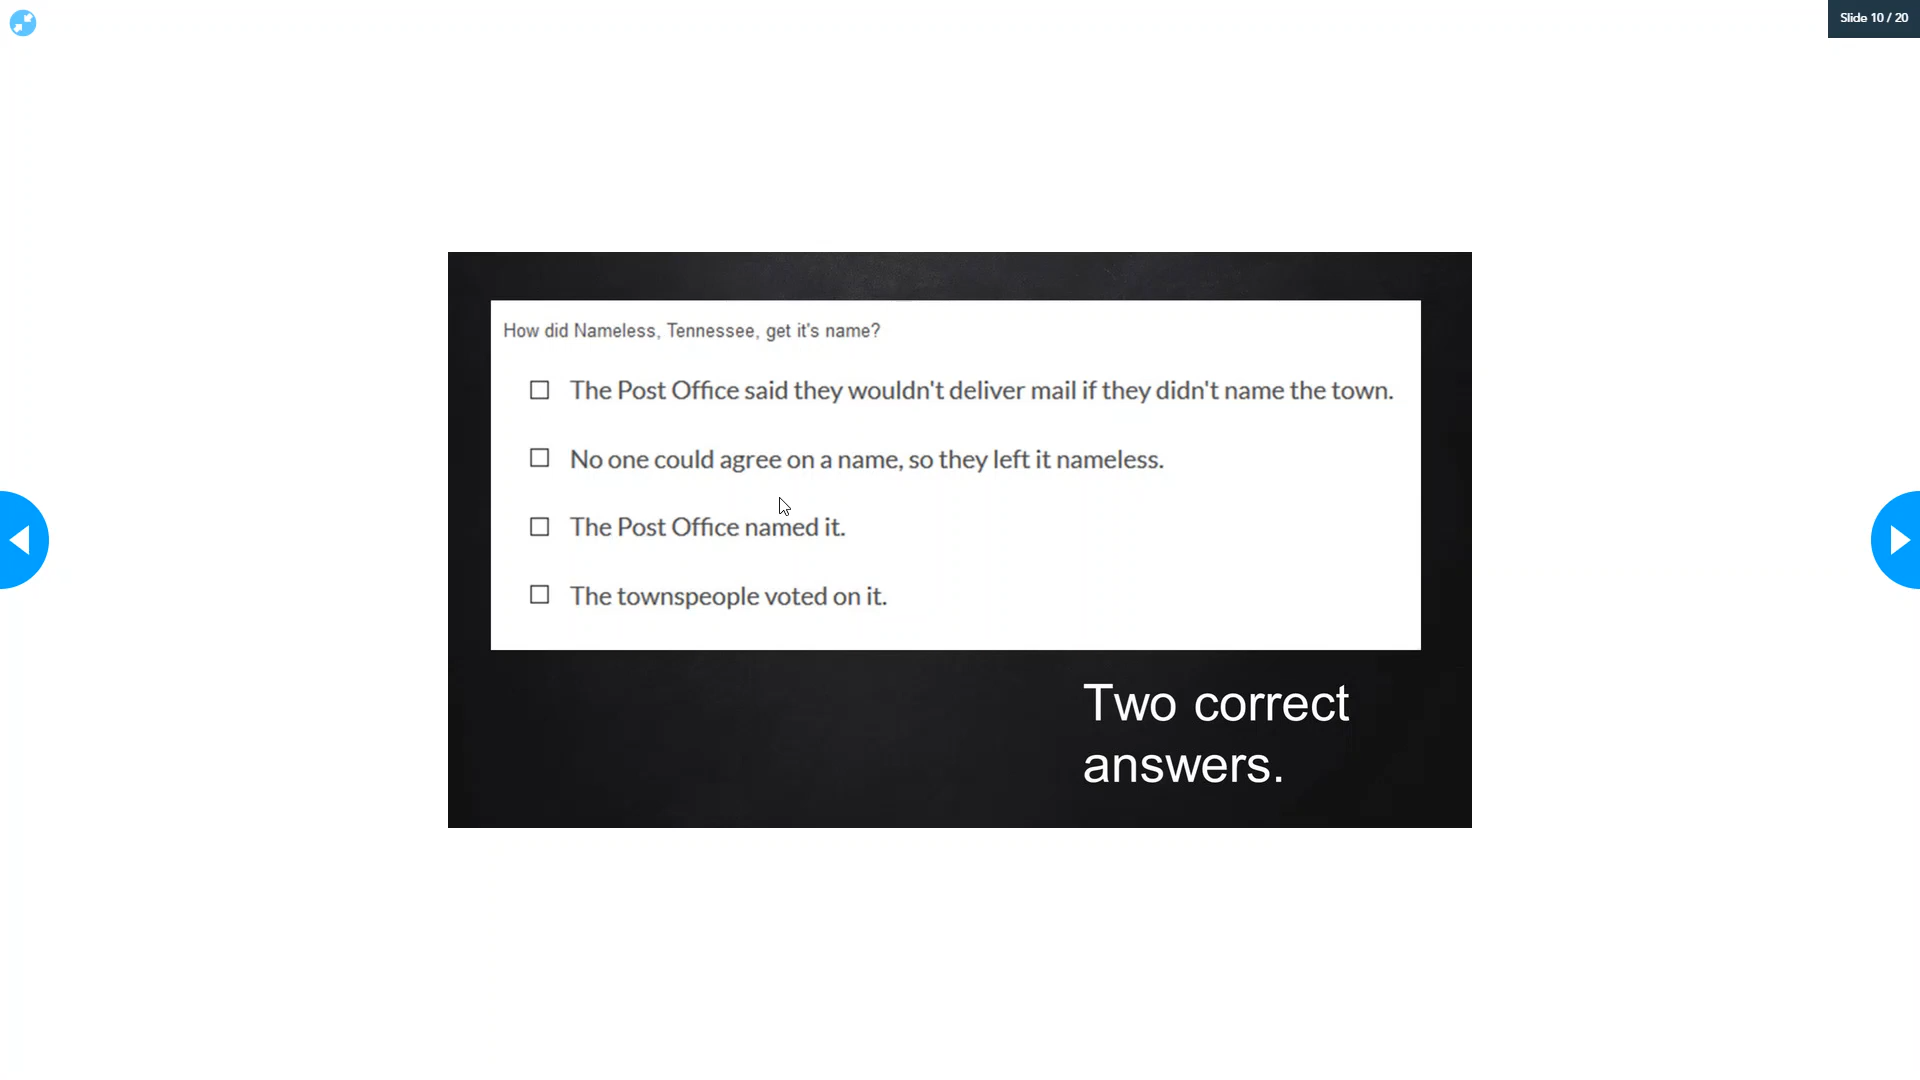 Slide 10 / 20
How did Nameless, Tennessee, get it's name?
The Post Office said they wouldn't deliver mail if they didn't name the town.
No one could agree on a name, so they left it nameless.
The Post Office named it.
The townspeople voted on it.
Two correct
answers.